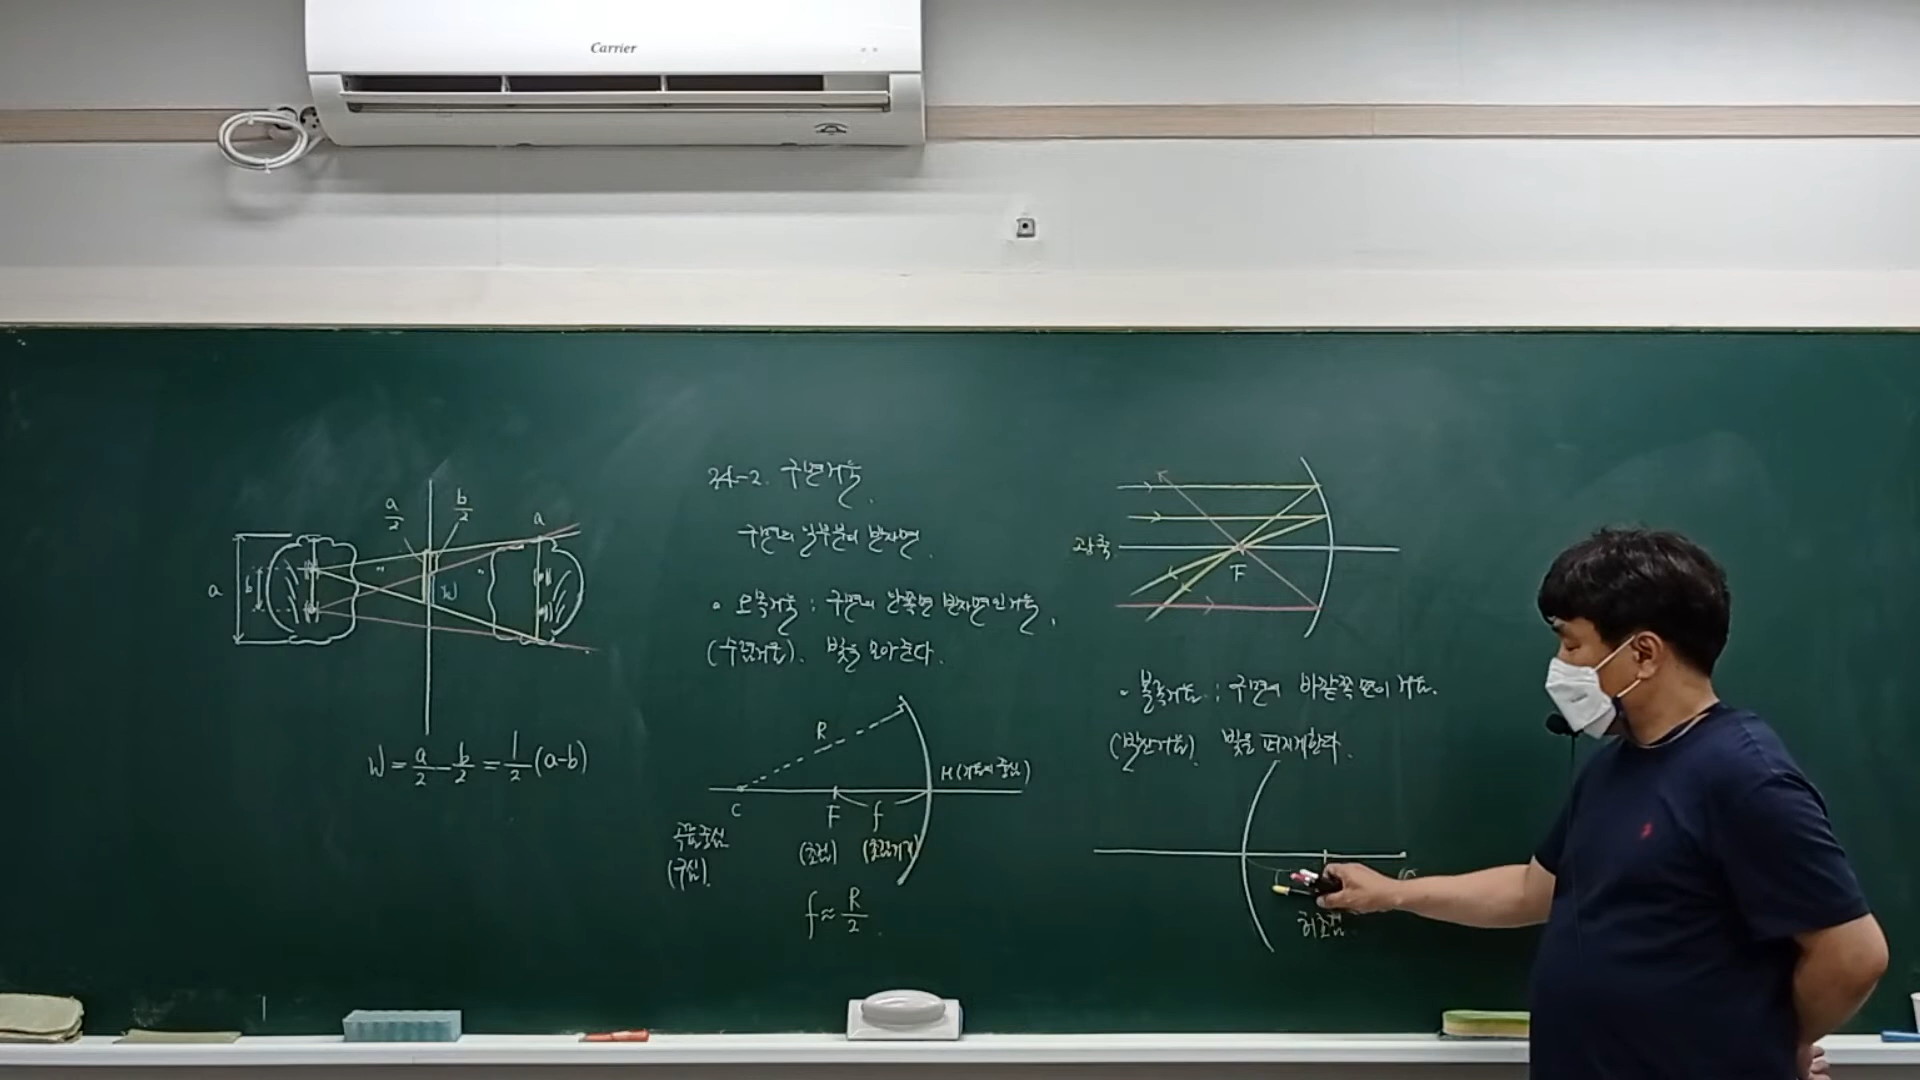 Carrier
a/2 b/2 a
a b W
W = a/2 - b/2 = 1/2 (a-b)
34-2. 구면거울.
구면의 일부분의 반사면.
• 오목거울 : 구면의 안쪽면 반사면인 거울.
(수렴거울). 빛을 모아준다.
R
M (거울의 중심)
C F f
곡률중심 (초점) (초점거리)
(구심).
f ≈ R/2.
광축
F
• 볼록거울 : 구면의 바깥쪽 면이 거울.
(발산거울). 빛을 퍼지게한다.
허초점